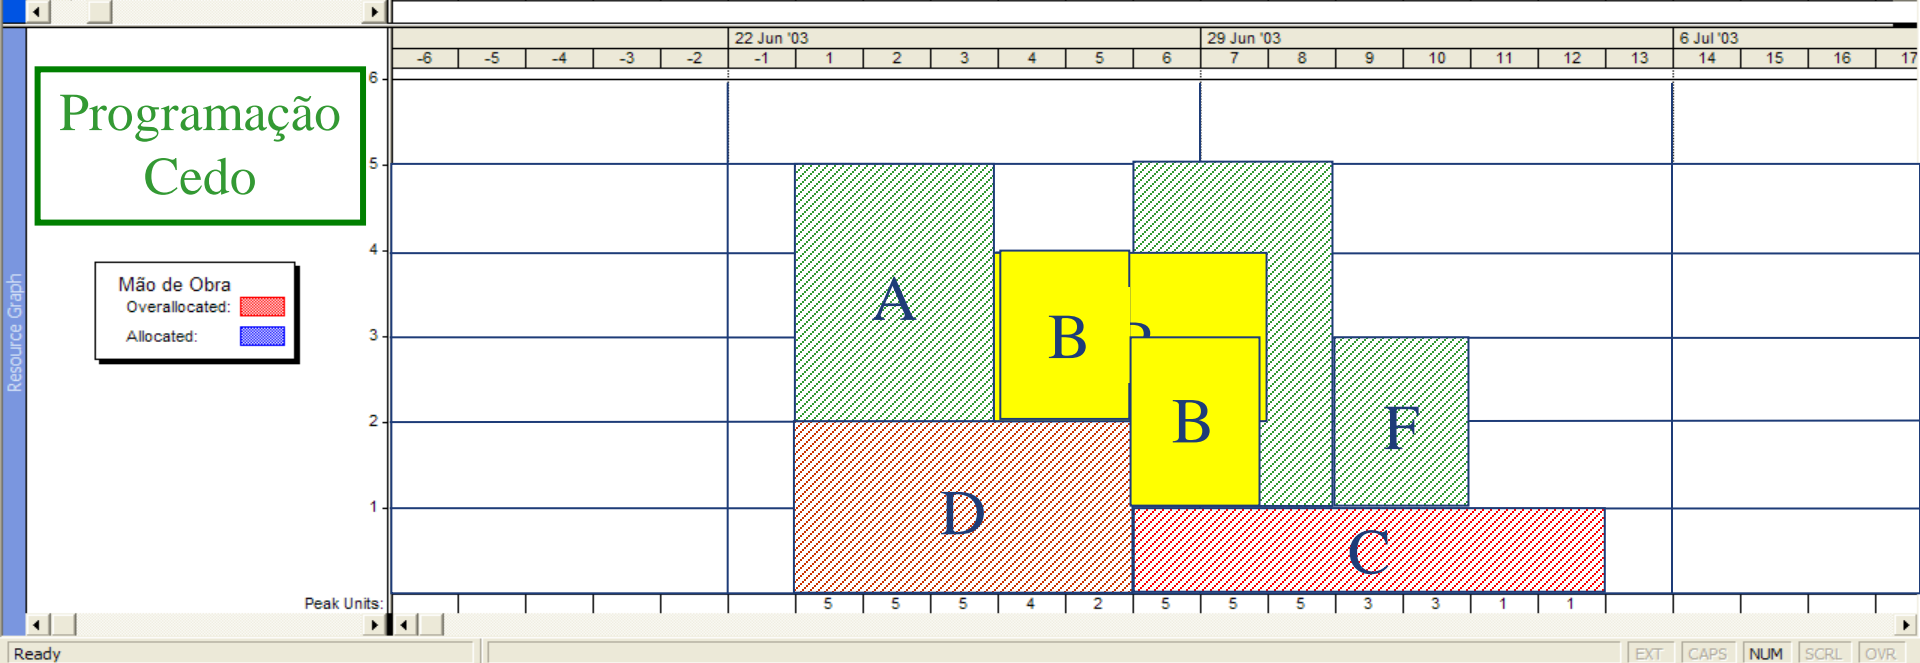 22 Jun '03 29 Jun '03 6 Jul '03
-6 -5 -4 -3 -2 -1 1 2 3 4 5 6 7 8 9 10 11 12 13 14 15 16 17
Programação
Cedo
6
5
4
3
2
1
Mão de Obra
Overallocated:
Allocated:
Resource Graph
A
B
B
F
D
C
Peak Units: 5 5 5 4 2 5 5 5 3 3 1 1
Ready EXT CAPS NUM SCRL OVR